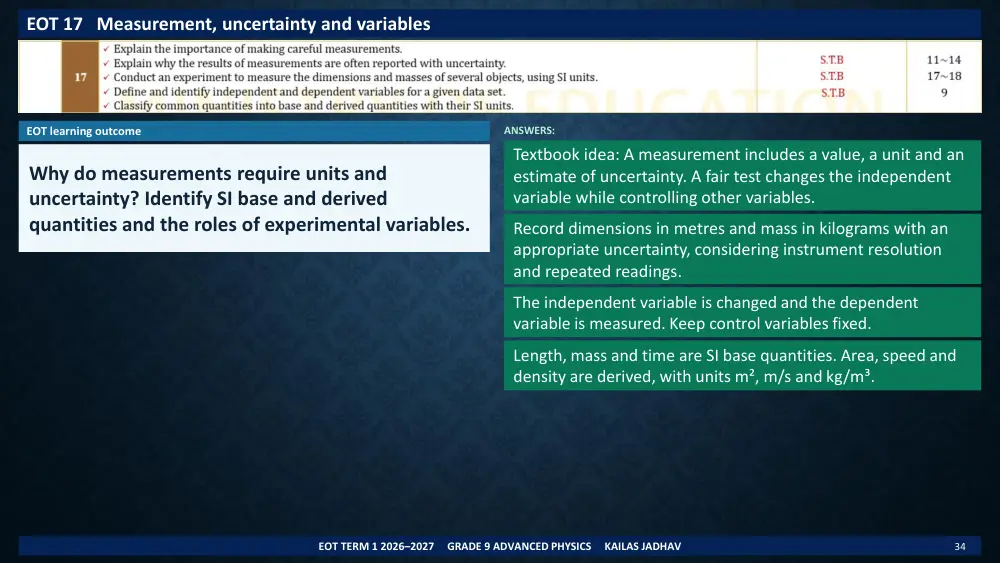 EOT 17 Measurement, uncertainty and variables
17
✓ Explain the importance of making careful measurements.
✓ Explain why the results of measurements are often reported with uncertainty.
✓ Conduct an experiment to measure the dimensions and masses of several objects, using SI units.
✓ Define and identify independent and dependent variables for a given data set.
✓ Classify common quantities into base and derived quantities with their SI units.
S.T.B
S.T.B
S.T.B
11~14
17~18
9
EDUCATION
EOT learning outcome
Why do measurements require units and
uncertainty? Identify SI base and derived
quantities and the roles of experimental variables.
ANSWERS:
Textbook idea: A measurement includes a value, a unit and an
estimate of uncertainty. A fair test changes the independent
variable while controlling other variables.
Record dimensions in metres and mass in kilograms with an
appropriate uncertainty, considering instrument resolution
and repeated readings.
The independent variable is changed and the dependent
variable is measured. Keep control variables fixed.
Length, mass and time are SI base quantities. Area, speed and
density are derived, with units m², m/s and kg/m³.
EOT TERM 1 2026–2027 GRADE 9 ADVANCED PHYSICS KAILAS JADHAV
34